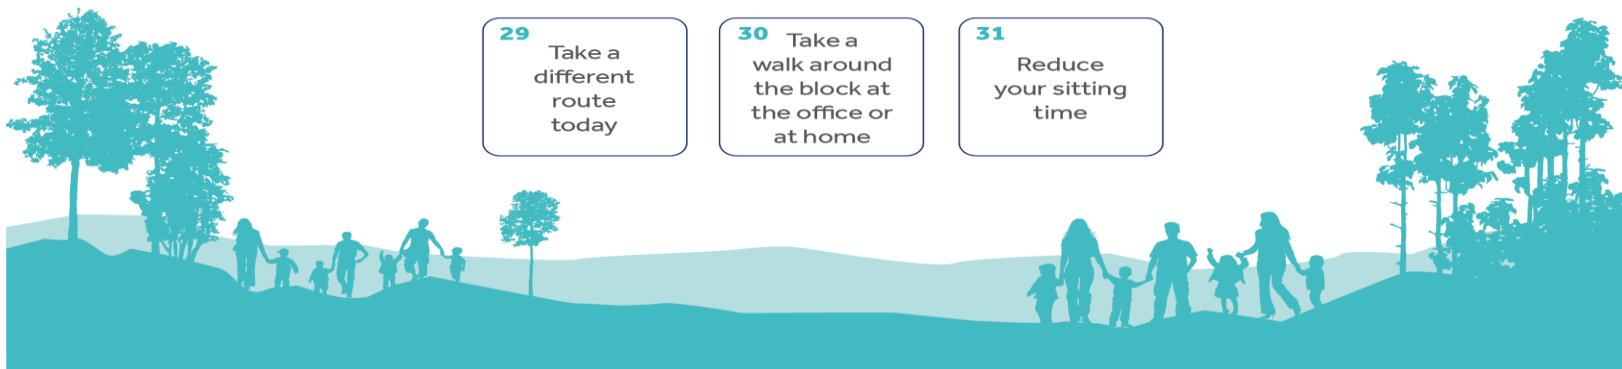 29
Take a
different
route
today
30
Take a
walk around
the block at
the office or
at home
31
Reduce
your sitting
time